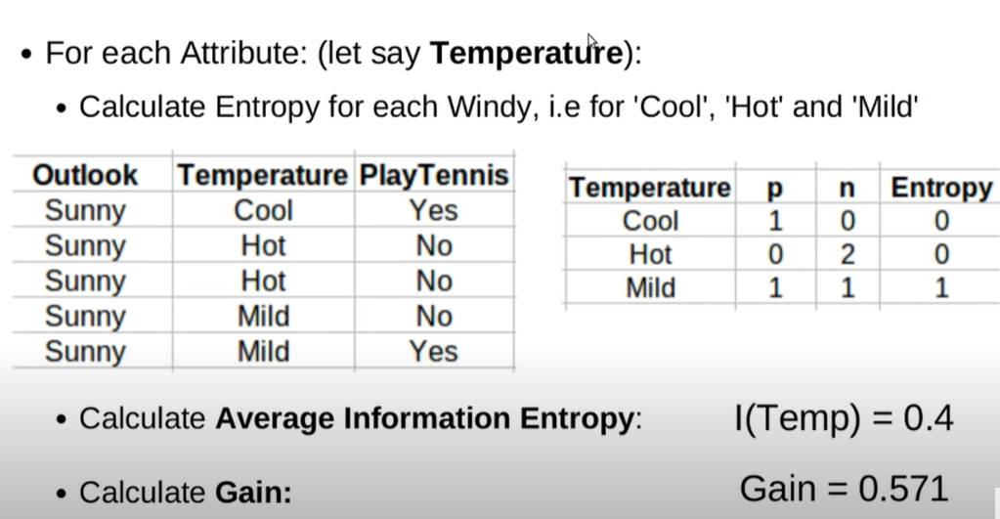 • For each Attribute: (let say Temperature):
• Calculate Entropy for each Windy, i.e for 'Cool', 'Hot' and 'Mild'
Outlook Temperature PlayTennis
Sunny Cool Yes
Sunny Hot No
Sunny Hot No
Sunny Mild No
Sunny Mild Yes
Temperature p n Entropy
Cool 1 0 0
Hot 0 2 0
Mild 1 1 1
• Calculate Average Information Entropy: I(Temp) = 0.4
• Calculate Gain: Gain = 0.571